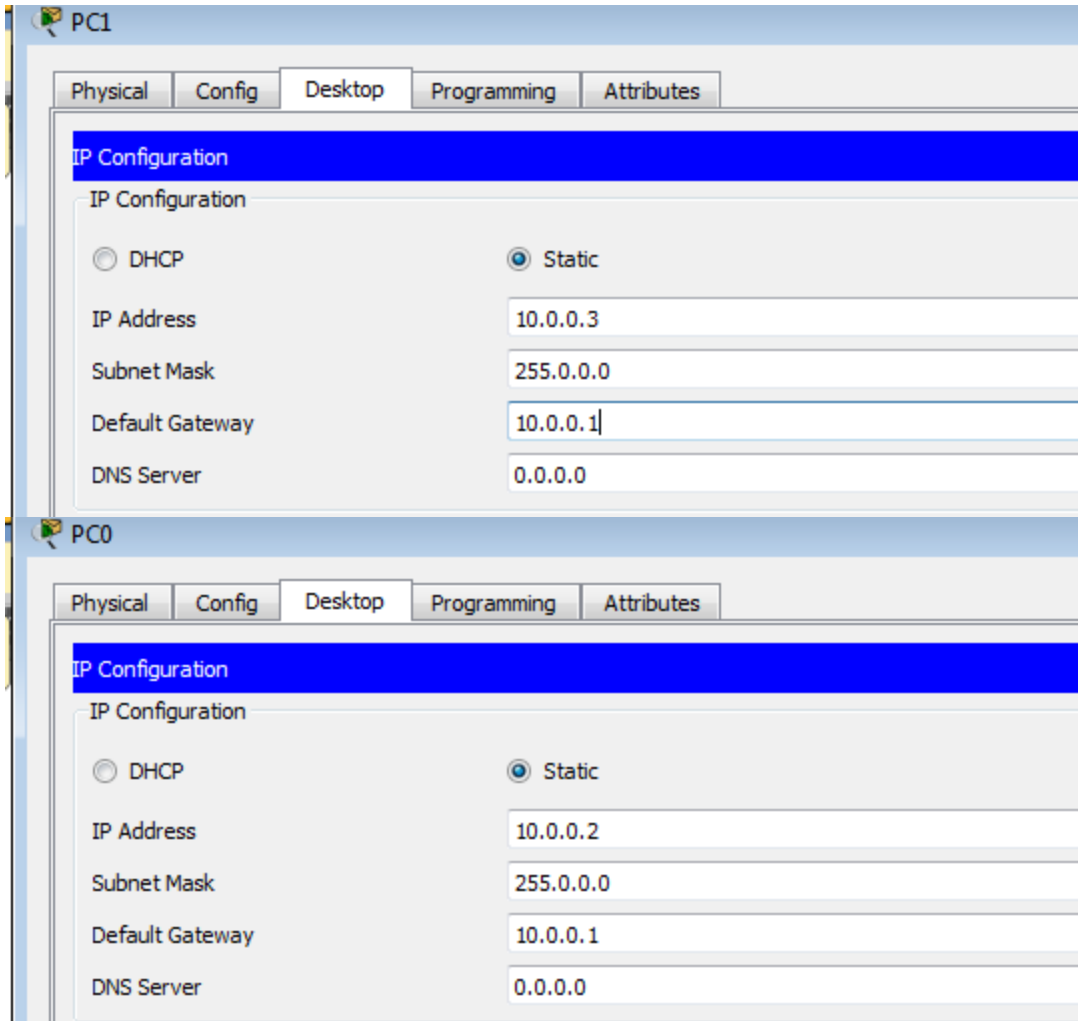 PC1
Physical Config Desktop Programming Attributes
IP Configuration
IP Configuration
DHCP Static
IP Address 10.0.0.3
Subnet Mask 255.0.0.0
Default Gateway 10.0.0.1
DNS Server 0.0.0.0
PC0
Physical Config Desktop Programming Attributes
IP Configuration
IP Configuration
DHCP Static
IP Address 10.0.0.2
Subnet Mask 255.0.0.0
Default Gateway 10.0.0.1
DNS Server 0.0.0.0